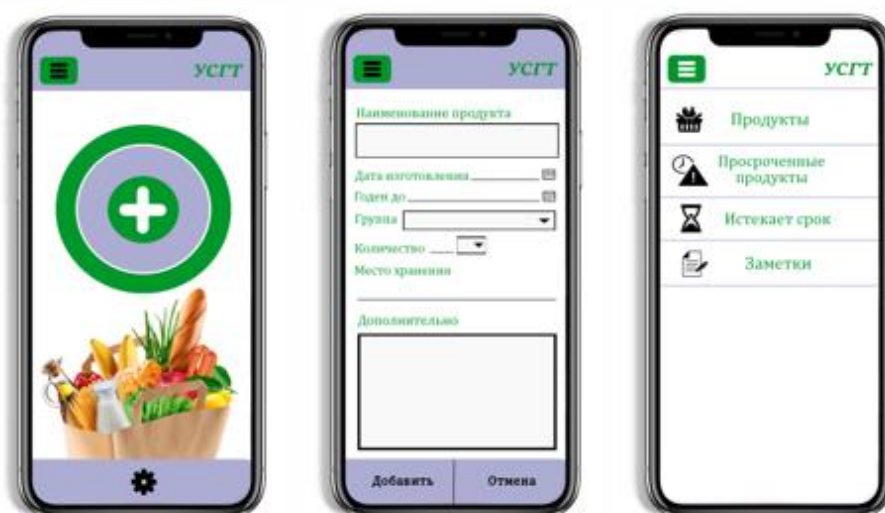 УСГТ
УСГТ
Наименование продукта
Дата изготовления
Годен до
Группа
Количество
Место хранения
Дополнительно
Добавить
Отмена
УСГТ
Продукты
Просроченные
продукты
Истекает срок
Заметки